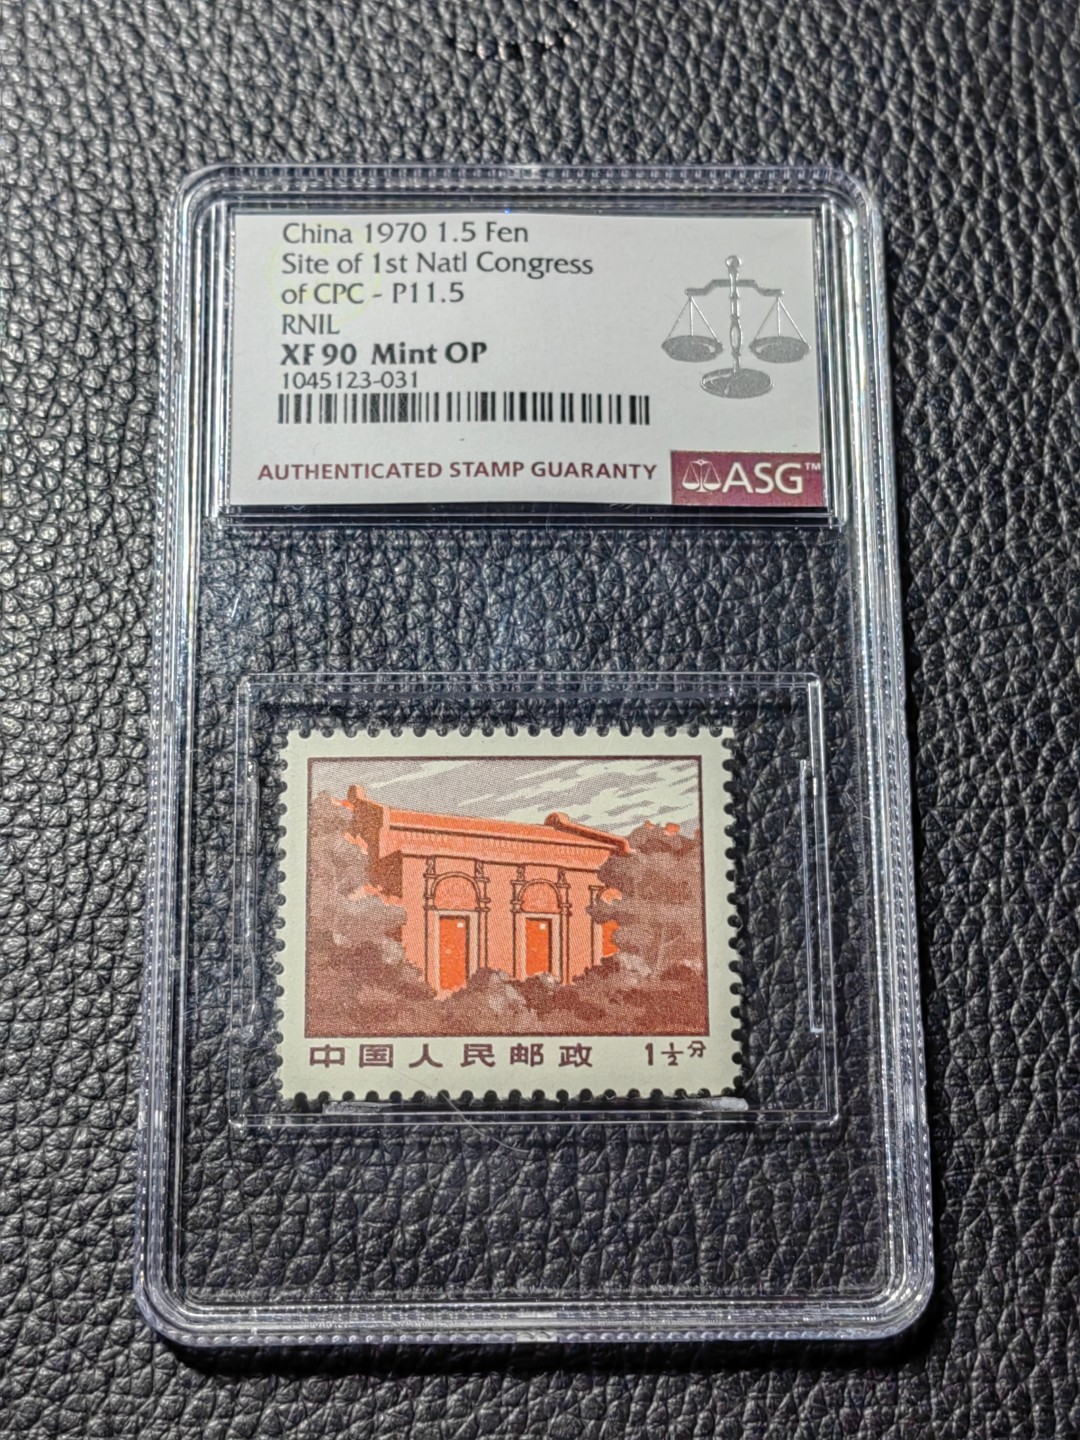 China 1970 1.5 Fen
Site of 1st Natl Congress
of CPC - P11.5
RNIL
XF 90 Mint OP
1045123-031
AUTHENTICATED STAMP GUARANTY
ASG™
中国人民邮政 1½分